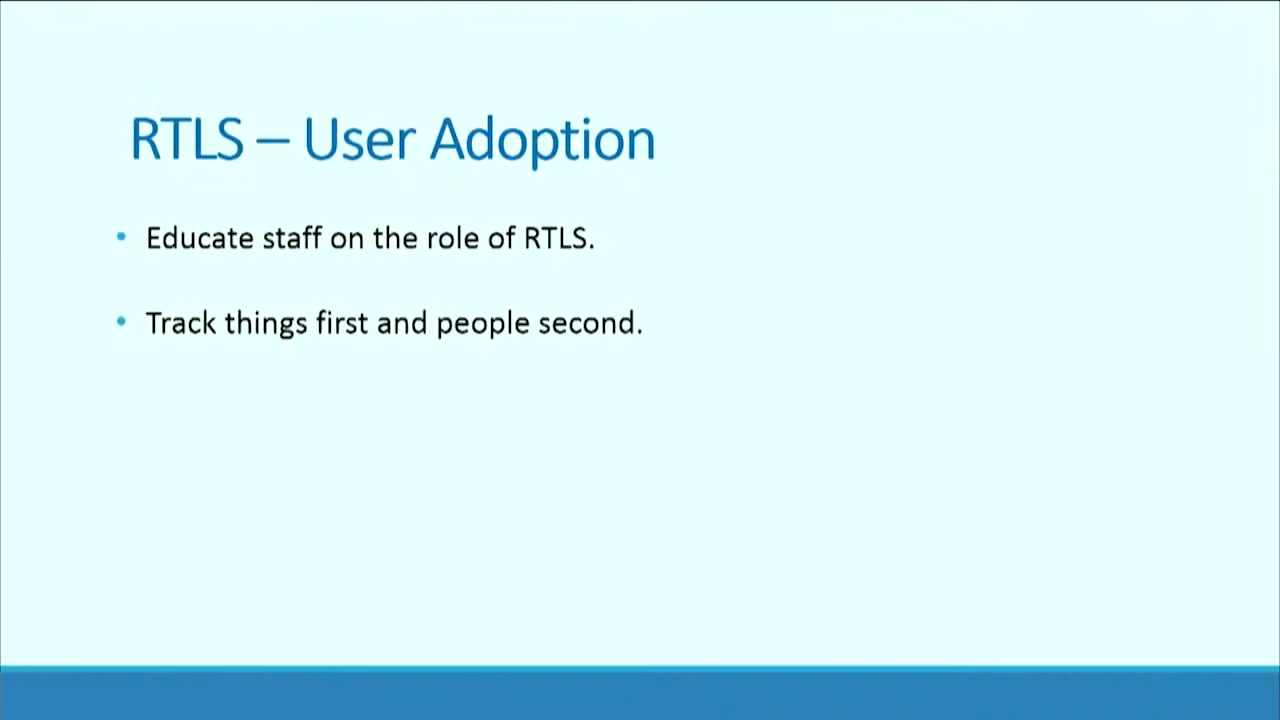 RTLS – User Adoption
• Educate staff on the role of RTLS.
• Track things first and people second.